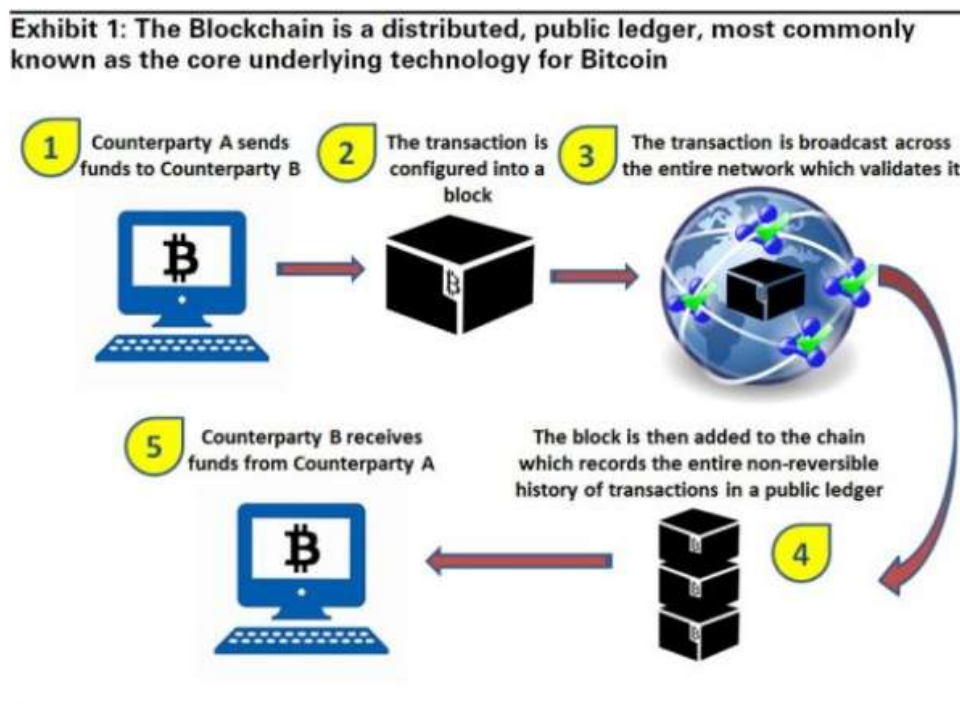 Exhibit 1: The Blockchain is a distributed, public ledger, most commonly
known as the core underlying technology for Bitcoin
1
Counterparty A sends
funds to Counterparty B
2
The transaction is
configured into a
block
3
The transaction is broadcast across
the entire network which validates it
4
The block is then added to the chain
which records the entire non-reversible
history of transactions in a public ledger
5
Counterparty B receives
funds from Counterparty A